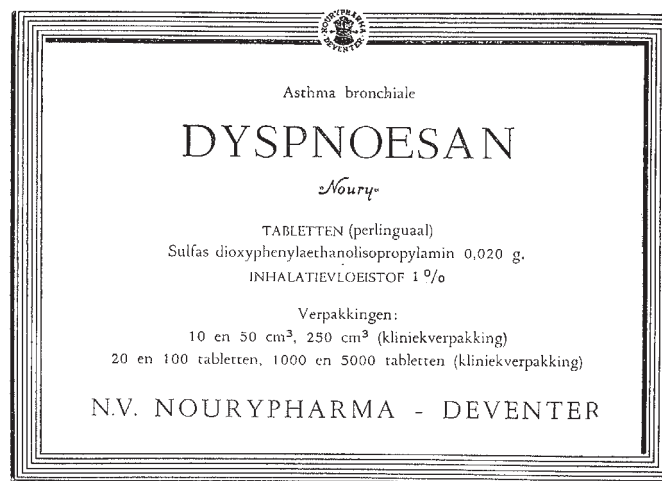 NOURYPHARMA
DEVENTER
Asthma bronchiale
DYSPNOESAN
Noury
TABLETTEN (perlinguaal)
Sulfas dioxyphenylaethanolisopropylamin 0,020 g.
INHALATIEVLOEISTOF 1 %
Verpakkingen:
10 en 50 cm³, 250 cm³ (kliniekverpakking)
20 en 100 tabletten, 1000 en 5000 tabletten (kliniekverpakking)
N.V. NOURYPHARMA - DEVENTER